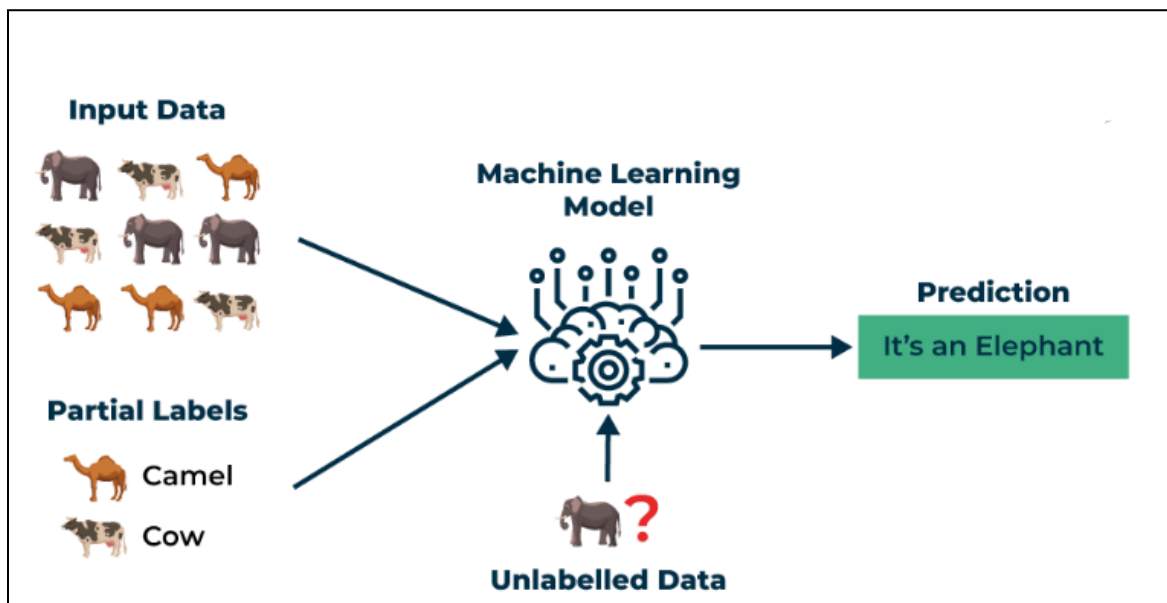 Input Data
Machine Learning
Model
Prediction
It's an Elephant
Partial Labels
Camel
Cow
?
Unlabelled Data